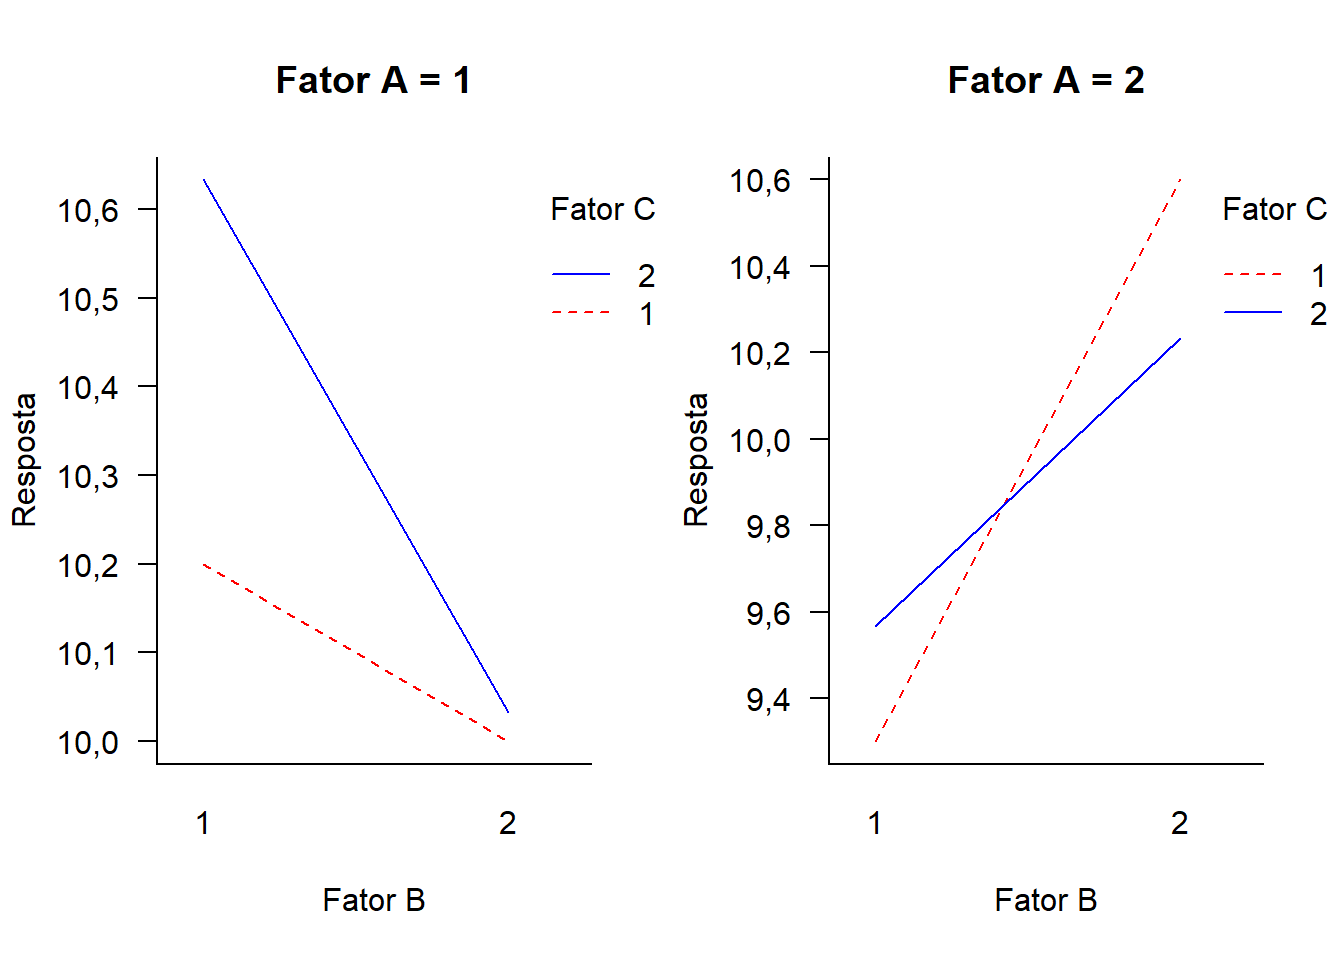 Fator A = 1
Resposta
10,6
10,5
10,4
10,3
10,2
10,1
10,0
Fator C
2
1
1 2
Fator B
Fator A = 2
Resposta
10,6
10,4
10,2
10,0
9,8
9,6
9,4
Fator C
1
2
1 2
Fator B